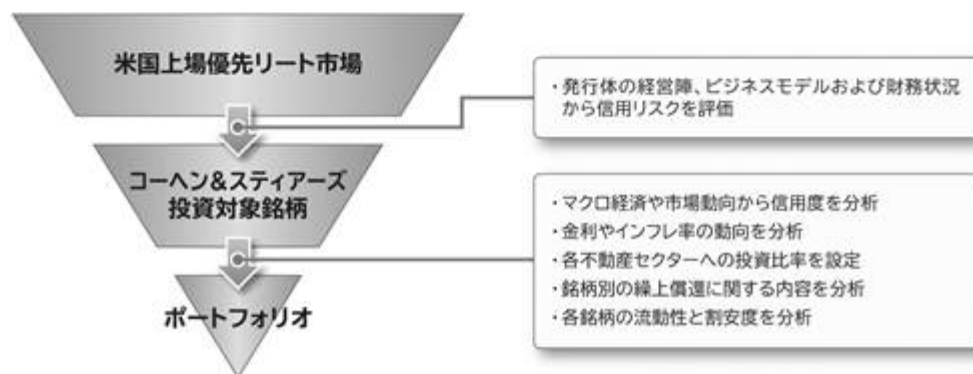 米国上場優先リート市場
・発行体の経営陣、ビジネスモデルおよび財務状況
から信用リスクを評価
コーヘン&スティアーズ
投資対象銘柄
・マクロ経済や市場動向から信用度を分析
・金利やインフレ率の動向を分析
・各不動産セクターへの投資比率を設定
・銘柄別の繰上償還に関する内容を分析
・各銘柄の流動性と割安度を分析
ポートフォリオ